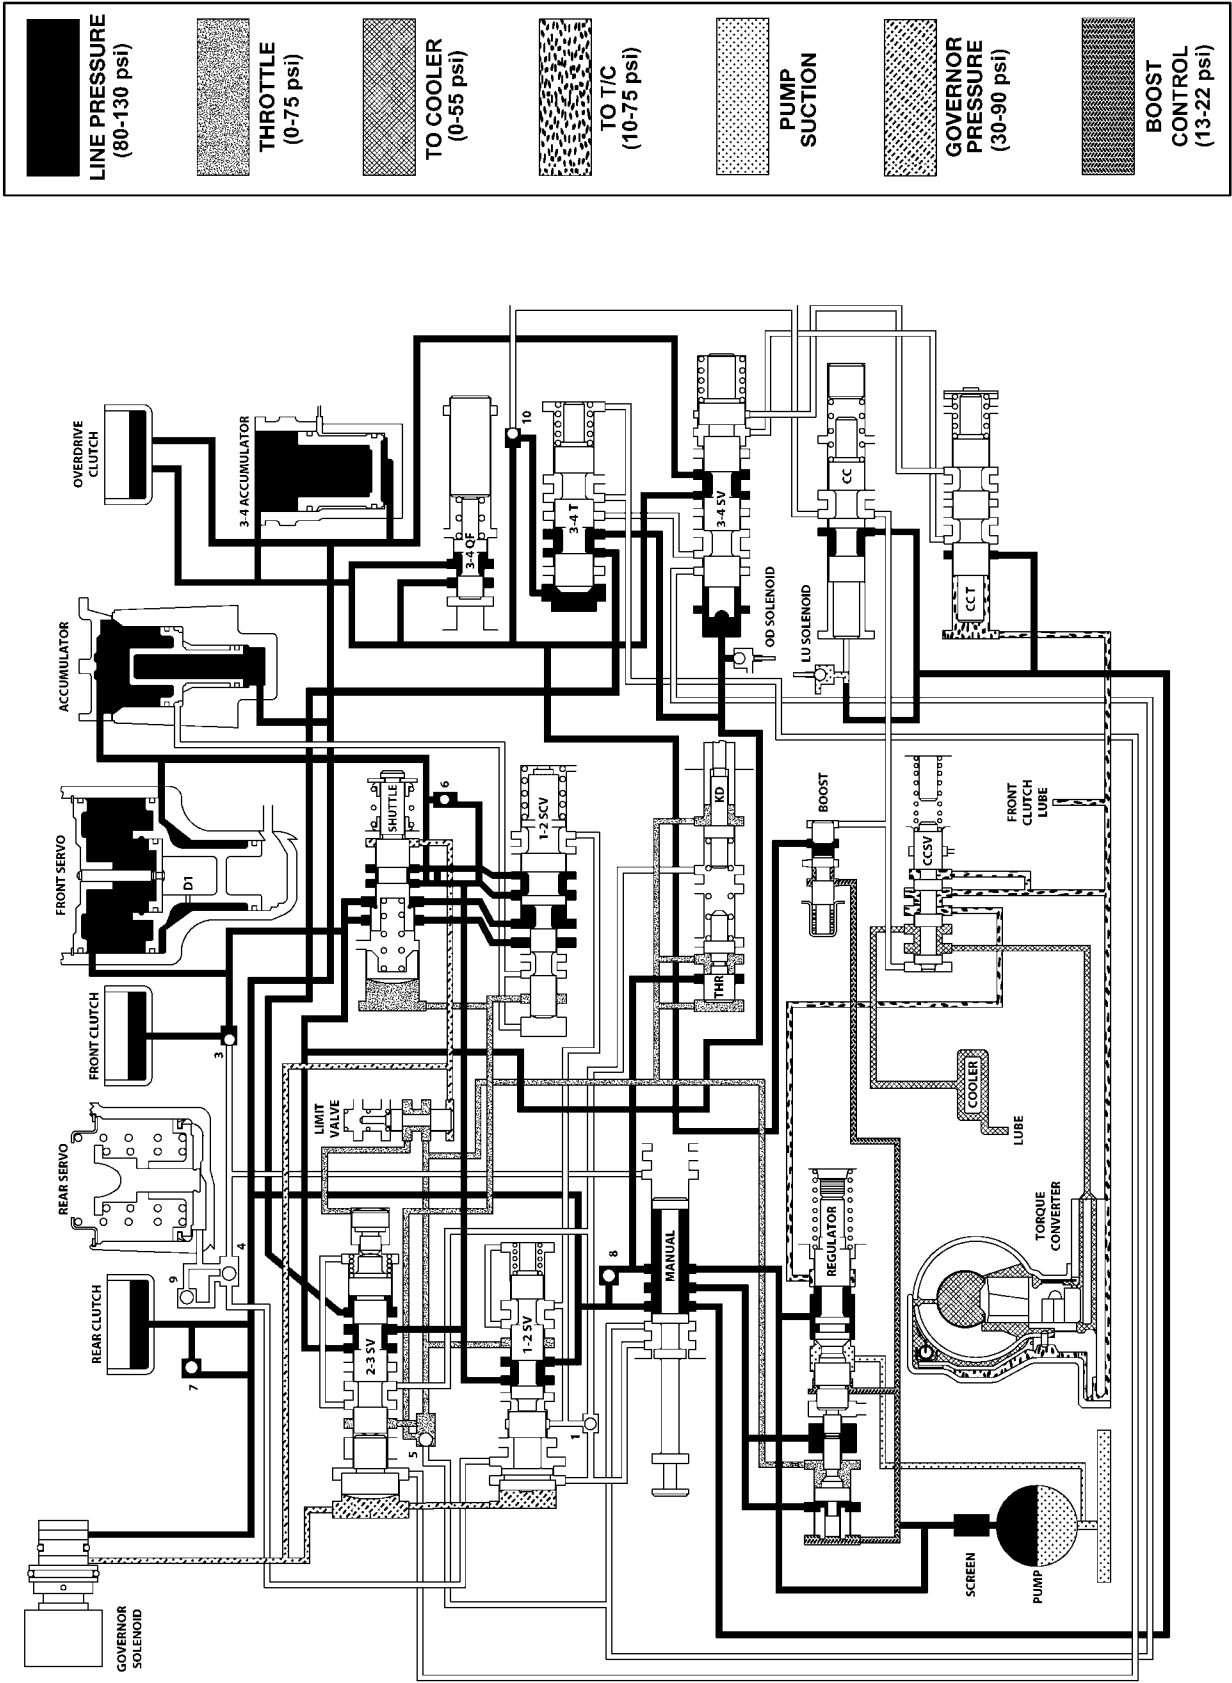 LINE PRESSURE
(80-130 psi)
THROTTLE
(0-75 psi)
TO COOLER
(0-55 psi)
TO T/C
(10-75 psi)
PUMP
SUCTION
GOVERNOR
PRESSURE
(30-90 psi)
BOOST
CONTROL
(13-22 psi)
OVERDRIVE
CLUTCH
3-4 ACCUMULATOR
3-4 QF
10
3-4 T
3-4 SV
CC
CC T
OD SOLENOID
LU SOLENOID
ACCUMULATOR
FRONT SERVO
D1
SHUTTLE
6
1-2 SCV
KD
THR
BOOST
CCSV
FRONT
CLUTCH
LUBE
FRONT CLUTCH
3
LIMIT
VALVE
COOLER
LUBE
REAR SERVO
4
9
REAR CLUTCH
7
2-3 SV
5
1-2 SV
1
8
MANUAL
REGULATOR
TORQUE
CONVERTER
GOVERNOR
SOLENOID
SCREEN
PUMP